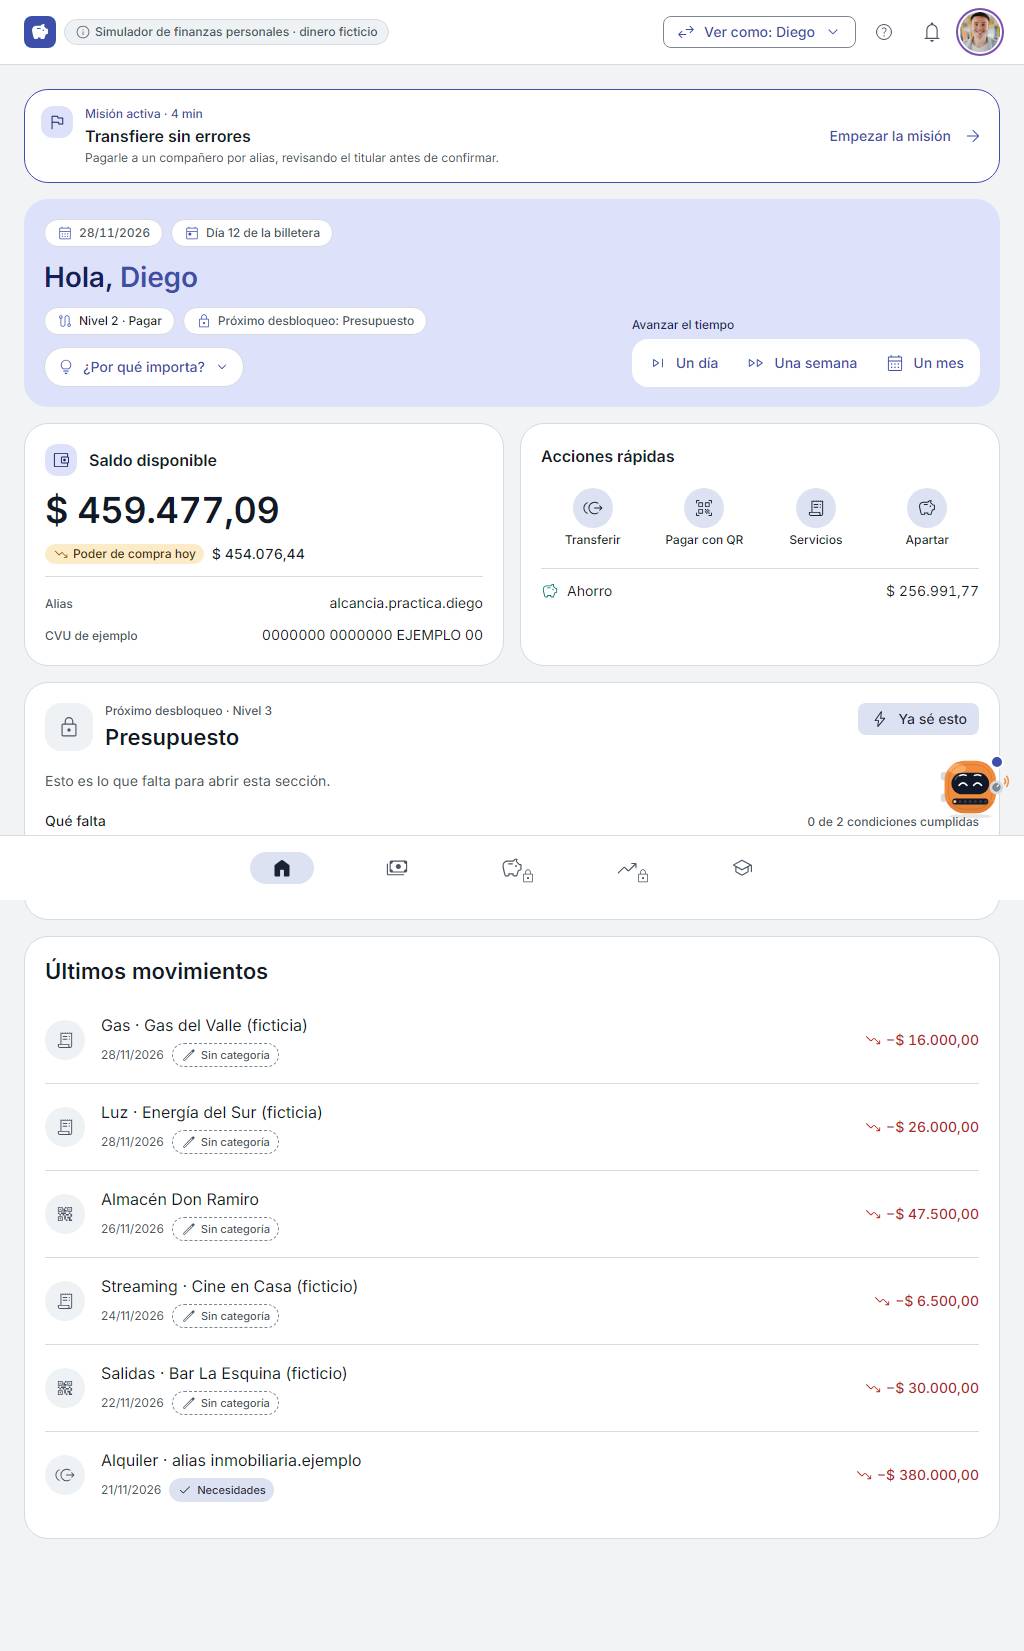 Simulador de finanzas personales · dinero ficticio
Ver como: Diego
Misión activa · 4 min
Transfiere sin errores
Pagarle a un compañero por alias, revisando el titular antes de confirmar.
Empezar la misión
28/11/2026
Día 12 de la billetera
Hola, Diego
Nivel 2 · Pagar
Próximo desbloqueo: Presupuesto
¿Por qué importa?
Avanzar el tiempo
Un día
Una semana
Un mes
Saldo disponible
$ 459.477,09
Poder de compra hoy
$ 454.076,44
Alias
alcancia.practica.diego
CVU de ejemplo
0000000 0000000 EJEMPLO 00
Acciones rápidas
Transferir
Pagar con QR
Servicios
Apartar
Ahorro
$ 256.991,77
Próximo desbloqueo · Nivel 3
Presupuesto
Ya sé esto
Esto es lo que falta para abrir esta sección.
Qué falta
0 de 2 condiciones cumplidas
Últimos movimientos
Gas · Gas del Valle (ficticia)
28/11/2026
Sin categoría
−$ 16.000,00
Luz · Energía del Sur (ficticia)
28/11/2026
Sin categoría
−$ 26.000,00
Almacén Don Ramiro
26/11/2026
Sin categoría
−$ 47.500,00
Streaming · Cine en Casa (ficticio)
24/11/2026
Sin categoría
−$ 6.500,00
Salidas · Bar La Esquina (ficticio)
22/11/2026
Sin categoría
−$ 30.000,00
Alquiler · alias inmobiliaria.ejemplo
21/11/2026
Necesidades
−$ 380.000,00